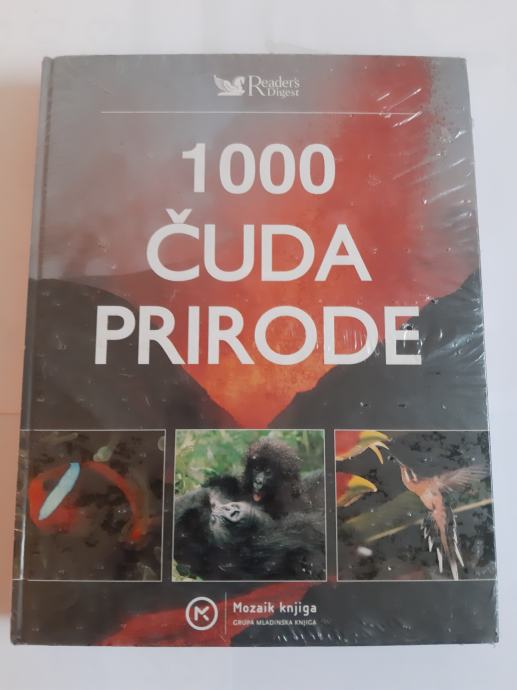 Reader's
Digest
1000
ČUDA
PRIRODE
Mozaik knjiga
GRUPA MLADINSKA KNJIGA